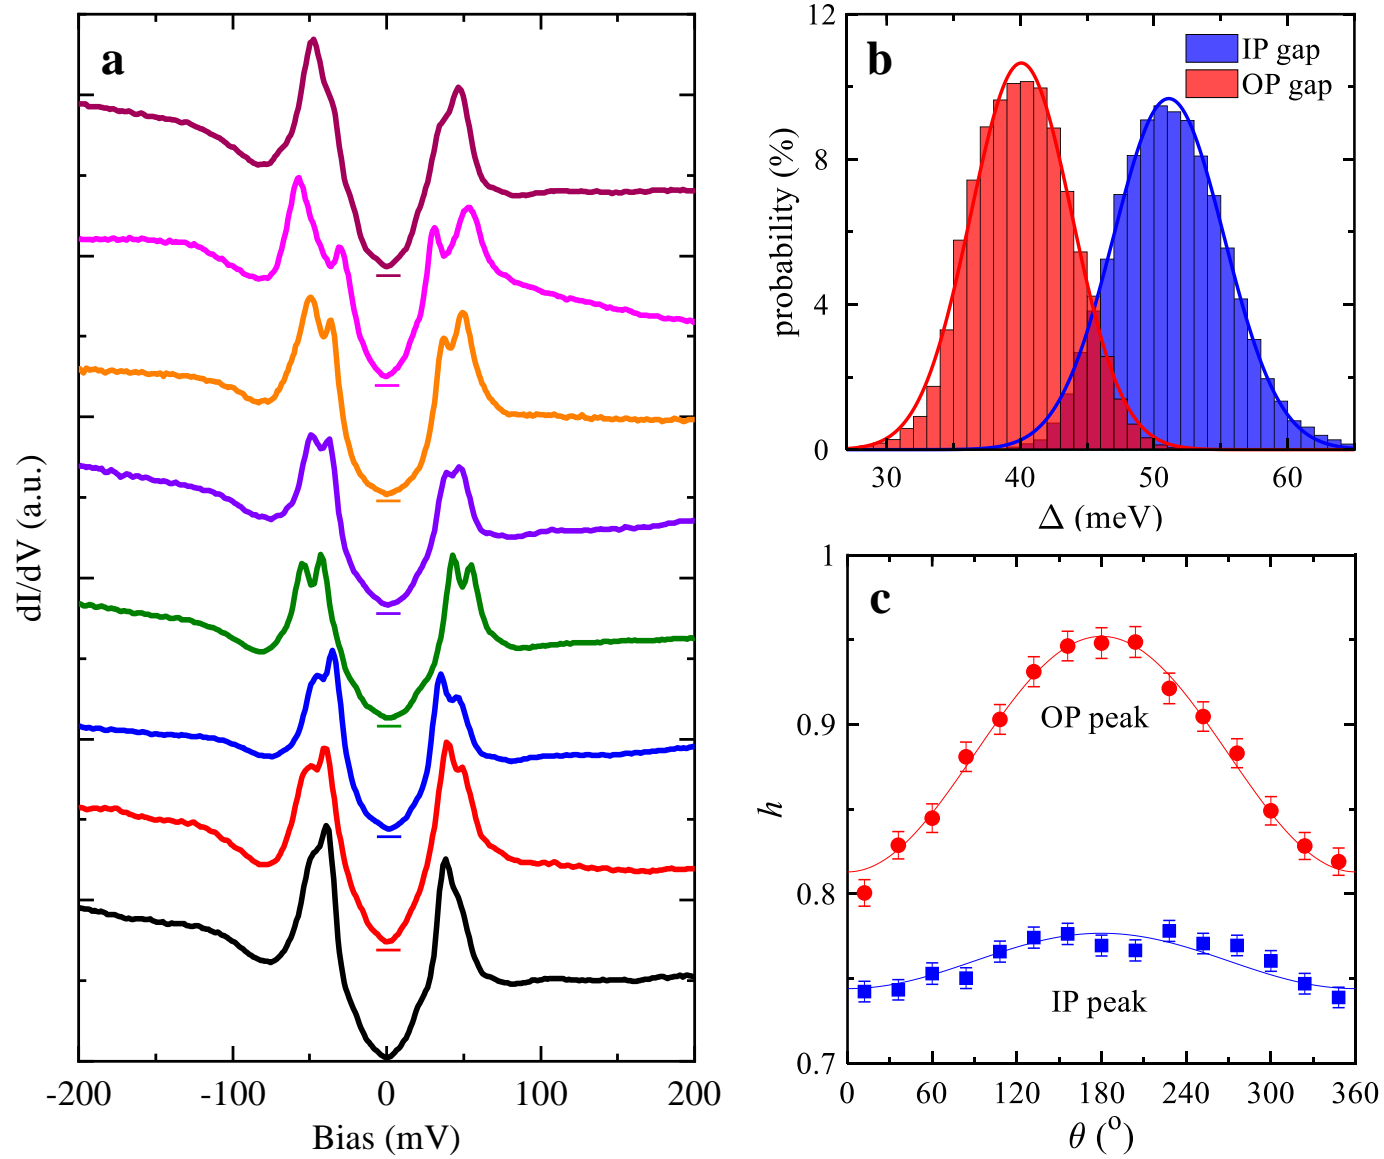 a
dI/dV (a.u.)
-200 -100 0 100 200
Bias (mV)
b
IP gap
OP gap
probability (%)
12
8
4
0
30 40 50 60
Δ (meV)
c
OP peak
IP peak
h
1
0.9
0.8
0.7
0 60 120 180 240 300 360
θ (o)